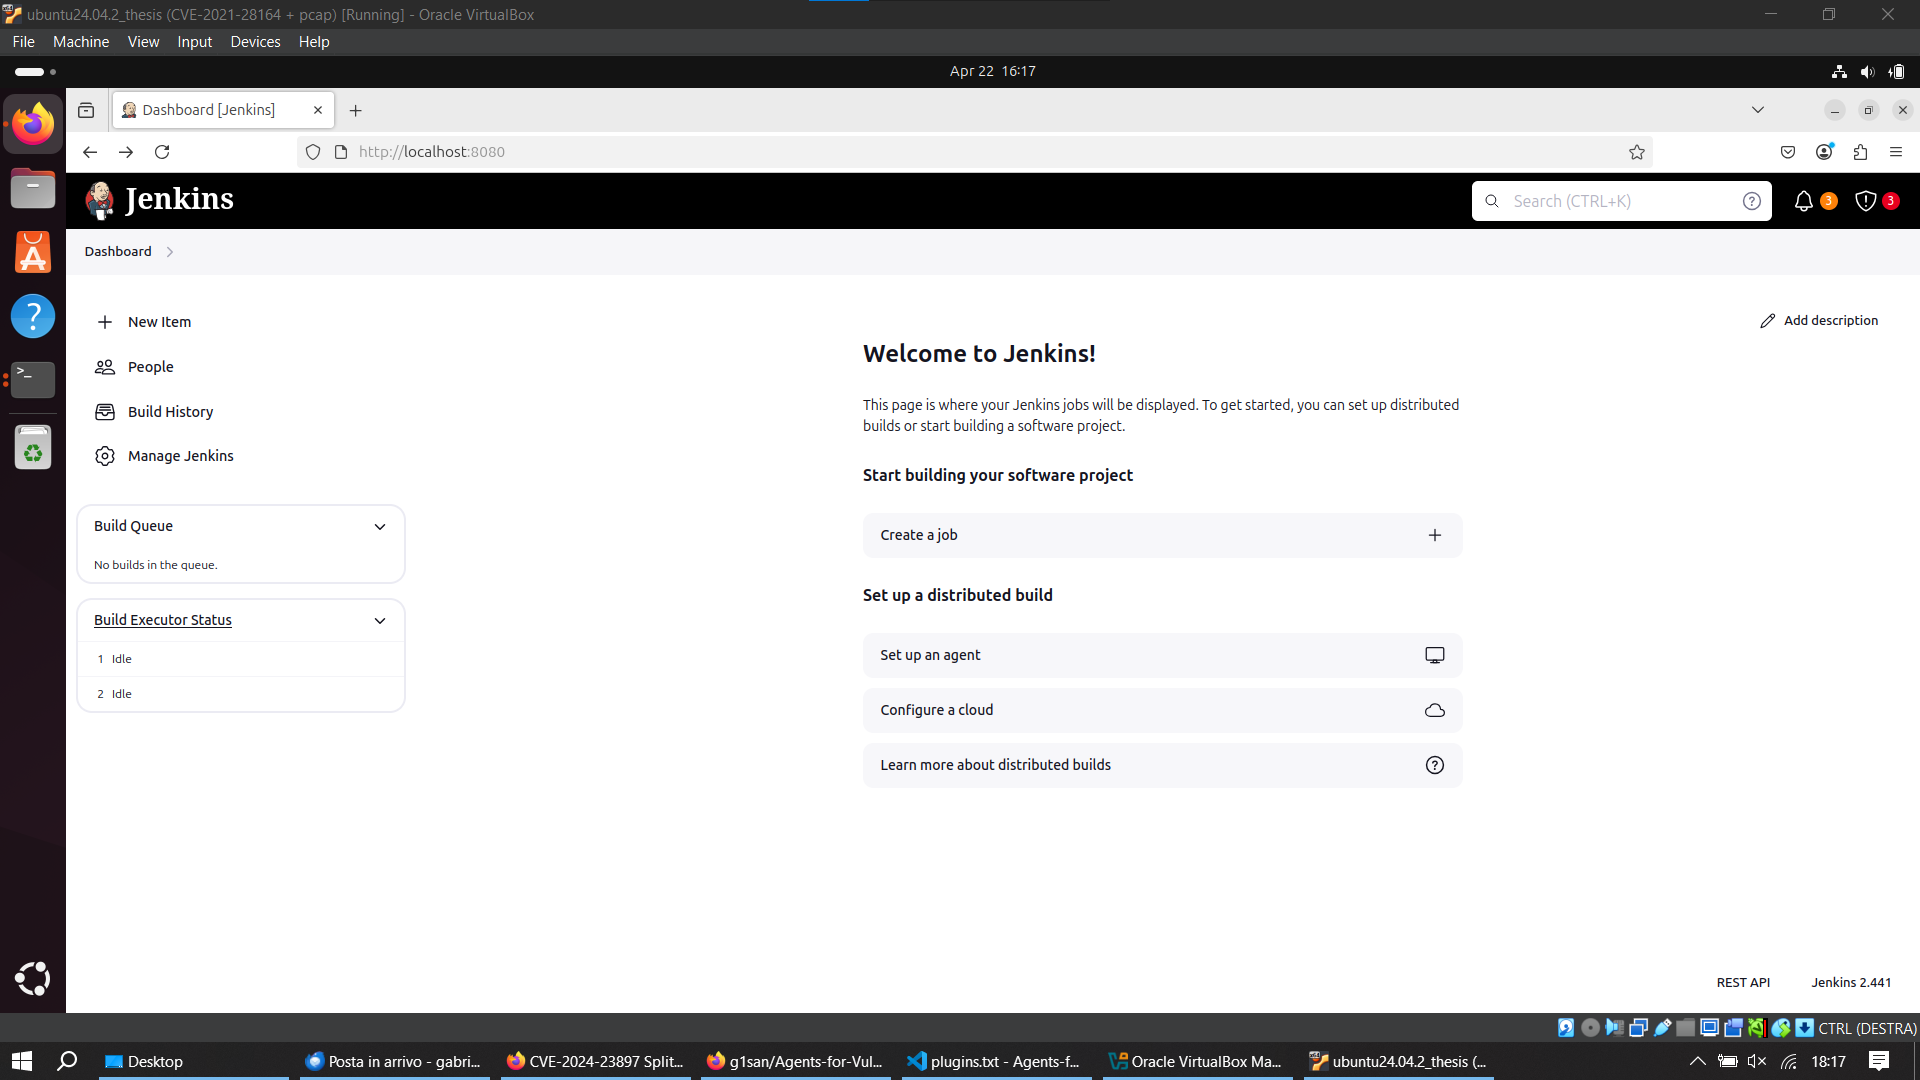 ubuntu24.04.2_thesis (CVE-2021-28164 + pcap) [Running] - Oracle VirtualBox
File Machine View Input Devices Help
Apr 22 16:17
Dashboard [Jenkins]
http://localhost:8080
Jenkins
Search (CTRL+K)
3
3
Dashboard
New Item
People
Build History
Manage Jenkins
Build Queue
No builds in the queue.
Build Executor Status
1 Idle
2 Idle
Add description
Welcome to Jenkins!
This page is where your Jenkins jobs will be displayed. To get started, you can set up distributed
builds or start building a software project.
Start building your software project
Create a job
Set up a distributed build
Set up an agent
Configure a cloud
Learn more about distributed builds
REST API Jenkins 2.441
CTRL (DESTRA)
Desktop
Posta in arrivo - gabri...
CVE-2024-23897 Split...
g1san/Agents-for-Vul...
plugins.txt - Agents-f...
Oracle VirtualBox Ma...
ubuntu24.04.2_thesis (...
18:17